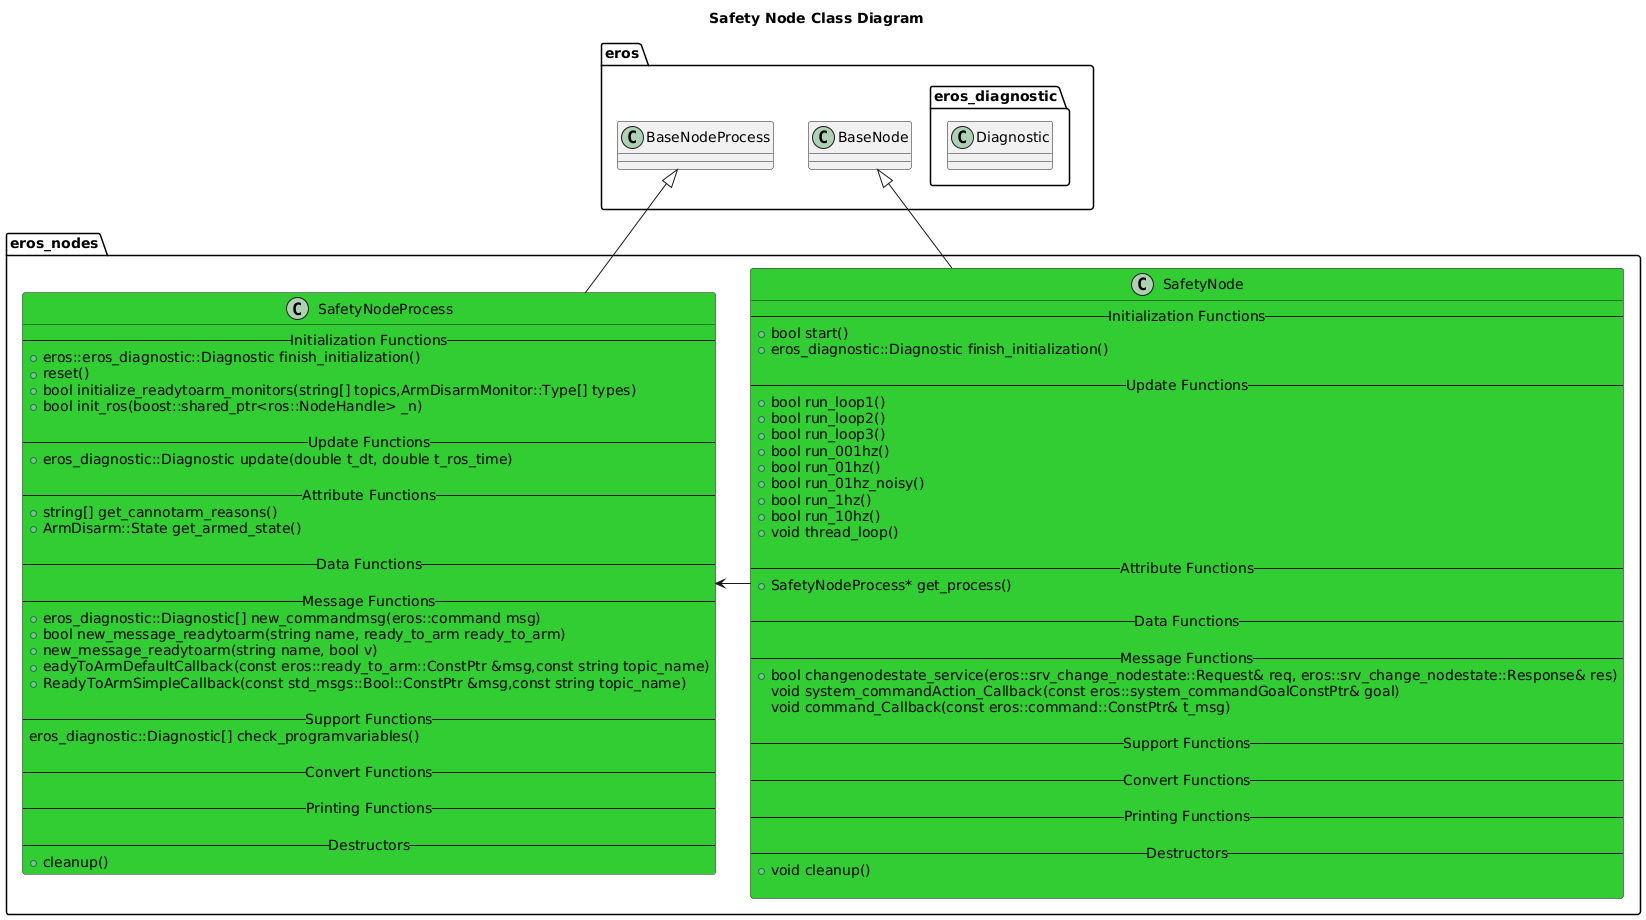 Safety Node Class Diagram
eros
eros_diagnostic
C BaseNodeProcess
C BaseNode
C Diagnostic
eros_nodes
C SafetyNodeProcess
Initialization Functions
eros::eros_diagnostic::Diagnostic finish_initialization()
reset()
bool initialize_readytoarm_monitors(string[] topics,ArmDisarmMonitor::Type[] types)
bool init_ros(boost::shared_ptr<ros::NodeHandle> _n)
Update Functions
eros_diagnostic::Diagnostic update(double t_dt, double t_ros_time)
Attribute Functions
string[] get_cannotarm_reasons()
ArmDisarm::State get_armed_state()
Data Functions
Message Functions
eros_diagnostic::Diagnostic[] new_commandmsg(eros::command msg)
bool new_message_readytoarm(string name, ready_to_arm ready_to_arm)
new_message_readytoarm(string name, bool v)
eadyToArmDefaultCallback(const eros::ready_to_arm::ConstPtr &msg,const string topic_name)
ReadyToArmSimpleCallback(const std_msgs::Bool::ConstPtr &msg,const string topic_name)
Support Functions
eros_diagnostic::Diagnostic[] check_programvariables()
Convert Functions
Printing Functions
Destructors
cleanup()
C SafetyNode
Initialization Functions
bool start()
eros_diagnostic::Diagnostic finish_initialization()
Update Functions
bool run_loop1()
bool run_loop2()
bool run_loop3()
bool run_001hz()
bool run_01hz()
bool run_01hz_noisy()
bool run_1hz()
bool run_10hz()
void thread_loop()
Attribute Functions
SafetyNodeProcess* get_process()
Data Functions
Message Functions
bool changenodestate_service(eros::srv_change_nodestate::Request& req, eros::srv_change_nodestate::Response& res)
void system_commandAction_Callback(const eros::system_commandGoalConstPtr& goal)
void command_Callback(const eros::command::ConstPtr& t_msg)
Support Functions
Convert Functions
Printing Functions
Destructors
void cleanup()